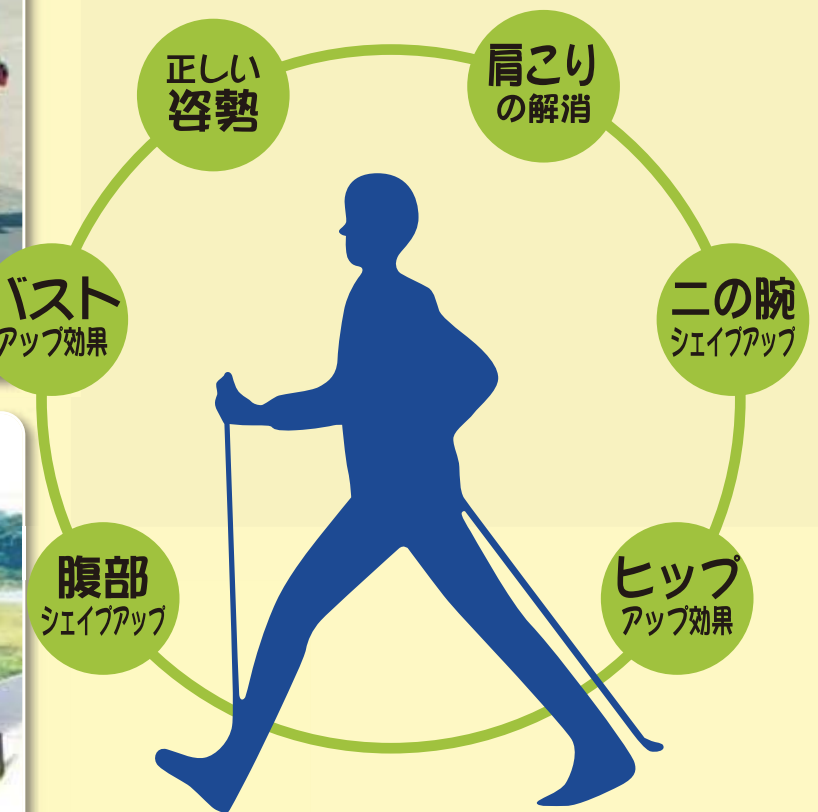 正しい
姿勢
肩こり
の解消
バスト
アップ効果
二の腕
シェイプアップ
腹部
シェイプアップ
ヒップ
アップ効果